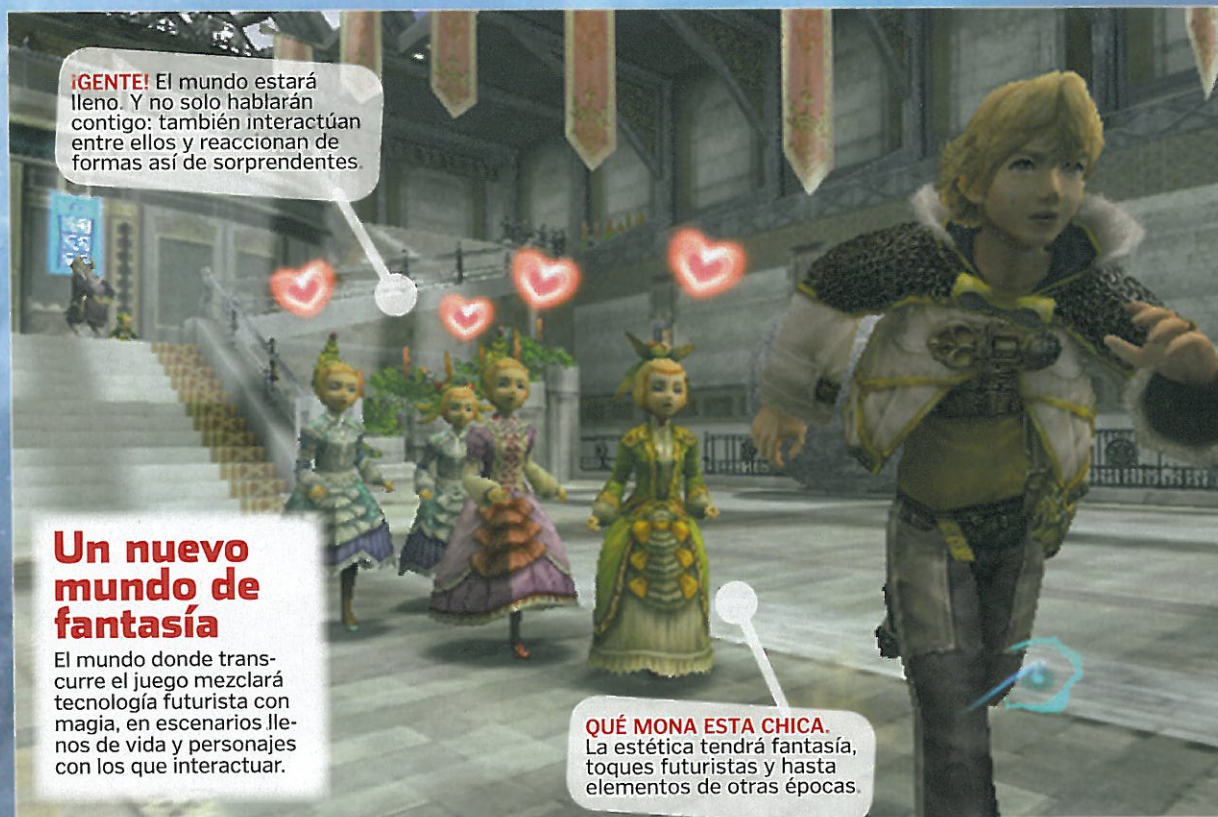 ¡GENTE! El mundo estará
lleno. Y no solo hablarán
contigo: también interactúan
entre ellos y reaccionan de
formas así de sorprendentes.
Un nuevo
mundo de
fantasía
El mundo donde trans-
curre el juego mezclará
tecnología futurista con
magia, en escenarios lle-
nos de vida y personajes
con los que interactuar.
QUÉ MONA ESTA CHICA.
La estética tendrá fantasía,
toques futuristas y hasta
elementos de otras épocas.